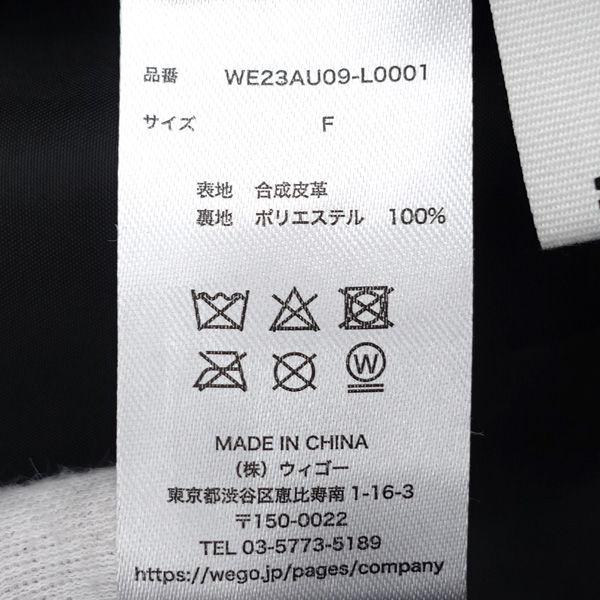 品番 WE23AU09-L0001
サイズ F
表地 合成皮革
裏地 ポリエステル 100%
W
MADE IN CHINA
（株）ウィゴー
東京都渋谷区恵比寿南1-16-3
〒150-0022
TEL 03-5773-5189
https://wego.jp/pages/company